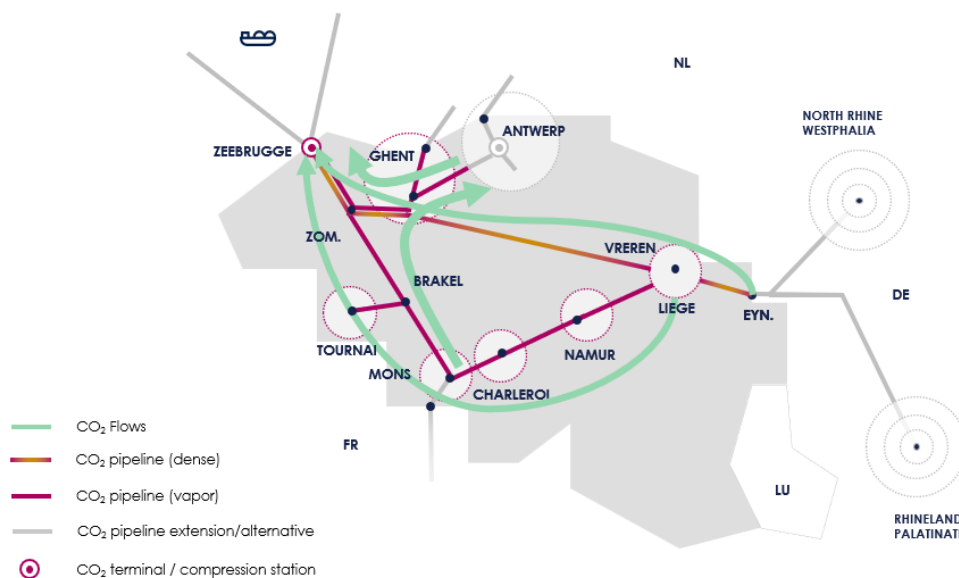 NL
NORTH RHINE
WESTPHALIA
ANTWERP
ZEEBRUGGE
GHENT
ZOM.
VREREN
BRAKEL
LIEGE
EYN.
DE
TOURNAI
NAMUR
MONS
CHARLEROI
FR
LU
RHINELAND
PALATINATE
CO₂ Flows
CO₂ pipeline (dense)
CO₂ pipeline (vapor)
CO₂ pipeline extension/alternative
CO₂ terminal / compression station